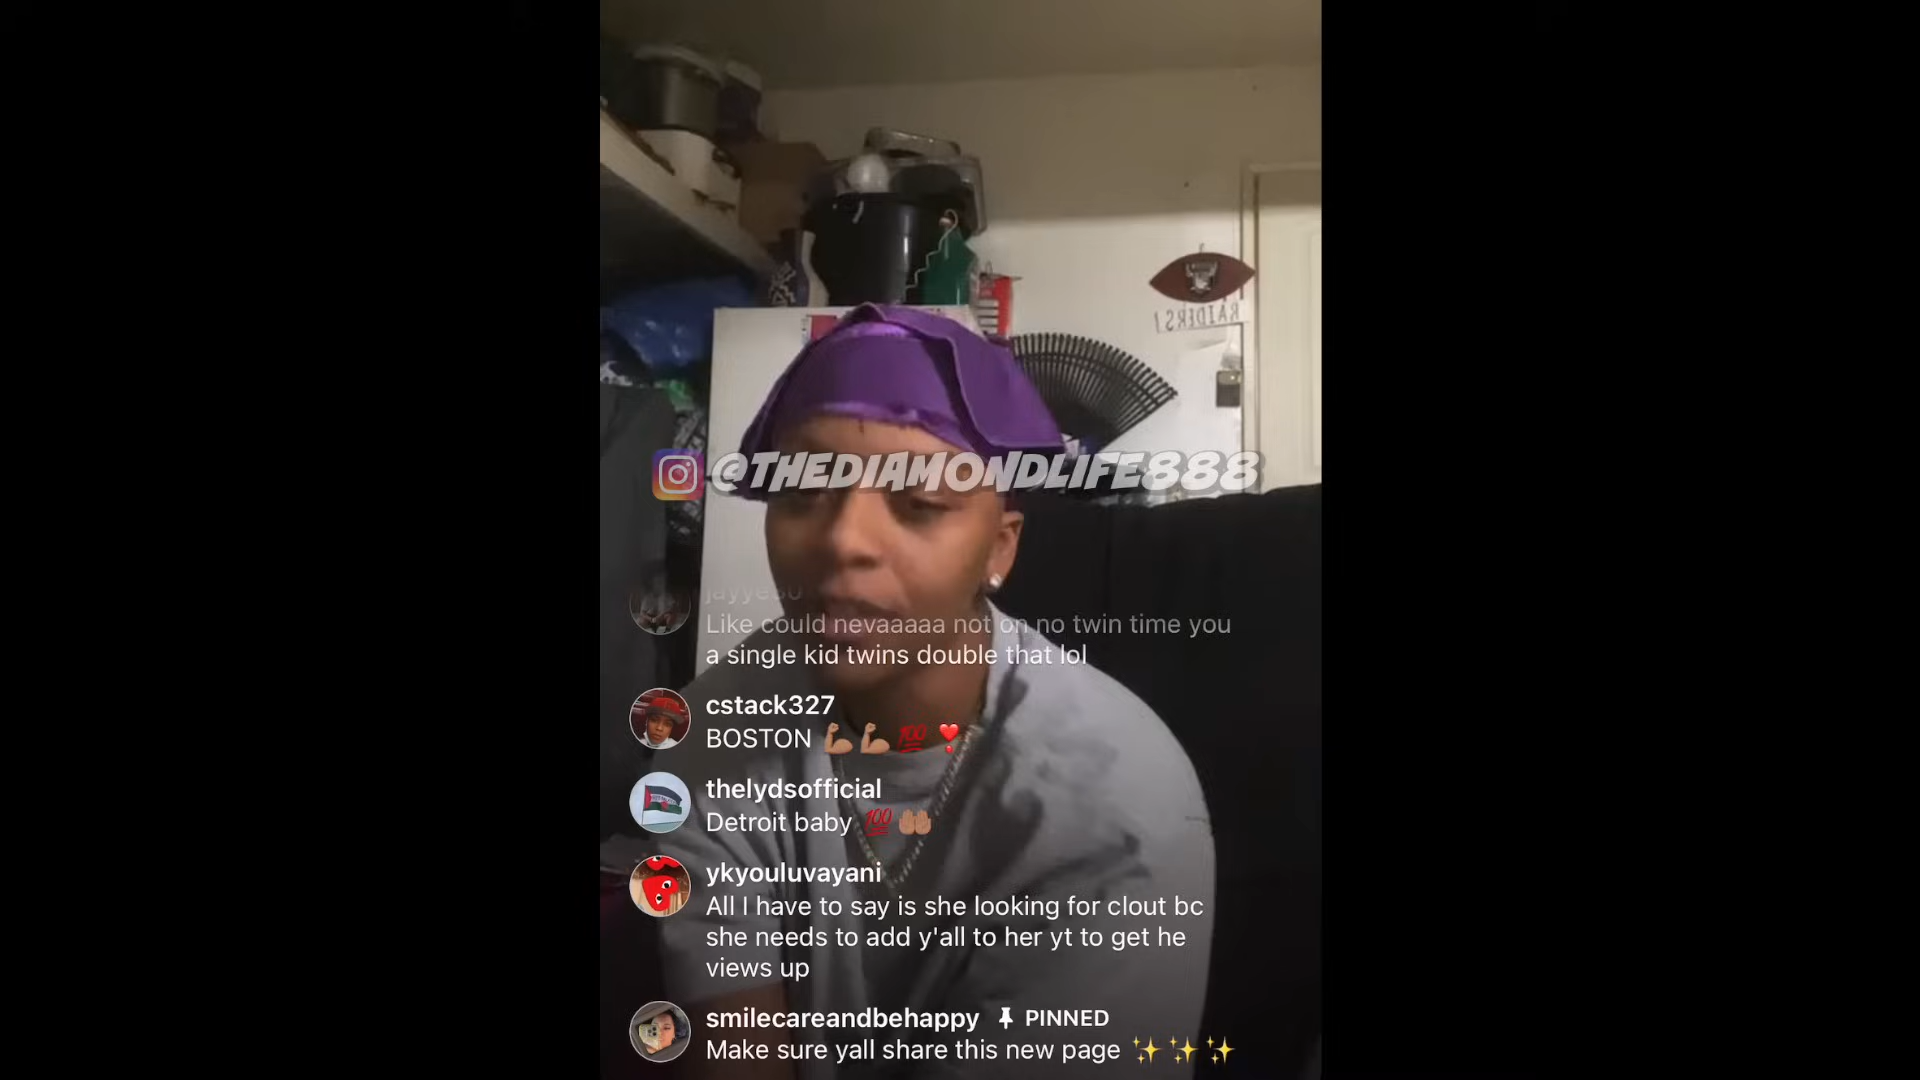 RAIDERS
@THEDIAMONDLIFE888
jayye80
Like could nevaaaaa not on no twin time you
a single kid twins double that lol
cstack327
BOSTON 💪🏽💪🏽💯❣️
thelydsofficial
Detroit baby 💯🤲🏽
ykyouluvayani
All I have to say is she looking for clout bc
she needs to add y'all to her yt to get he
views up
smilecareandbehappy PINNED
Make sure yall share this new page ✨✨✨